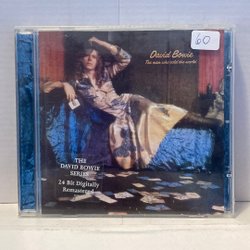 60
David Bowie
The man who sold the world
THE
DAVID BOWIE
SERIES
24 Bit Digitally
Remastered